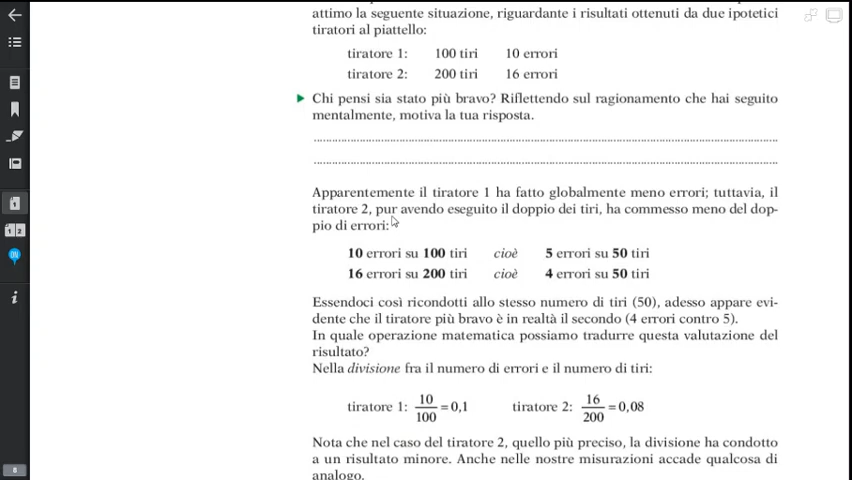 attimo la seguente situazione, riguardante i risultati ottenuti da due ipotetici
tiratori al piattello:
tiratore 1: 100 tiri 10 errori
tiratore 2: 200 tiri 16 errori
Chi pensi sia stato più bravo? Riflettendo sul ragionamento che hai seguito
mentalmente, motiva la tua risposta.
Apparentemente il tiratore 1 ha fatto globalmente meno errori; tuttavia, il
tiratore 2, pur avendo eseguito il doppio dei tiri, ha commesso meno del dop-
pio di errori:
10 errori su 100 tiri cioè 5 errori su 50 tiri
16 errori su 200 tiri cioè 4 errori su 50 tiri
Essendoci così ricondotti allo stesso numero di tiri (50), adesso appare evi-
dente che il tiratore più bravo è in realtà il secondo (4 errori contro 5).
In quale operazione matematica possiamo tradurre questa valutazione del
risultato?
Nella divisione fra il numero di errori e il numero di tiri:
tiratore 1: 10/100 = 0,1 tiratore 2: 16/200 = 0,08
Nota che nel caso del tiratore 2, quello più preciso, la divisione ha condotto
a un risultato minore. Anche nelle nostre misurazioni accade qualcosa di
analogo.
8